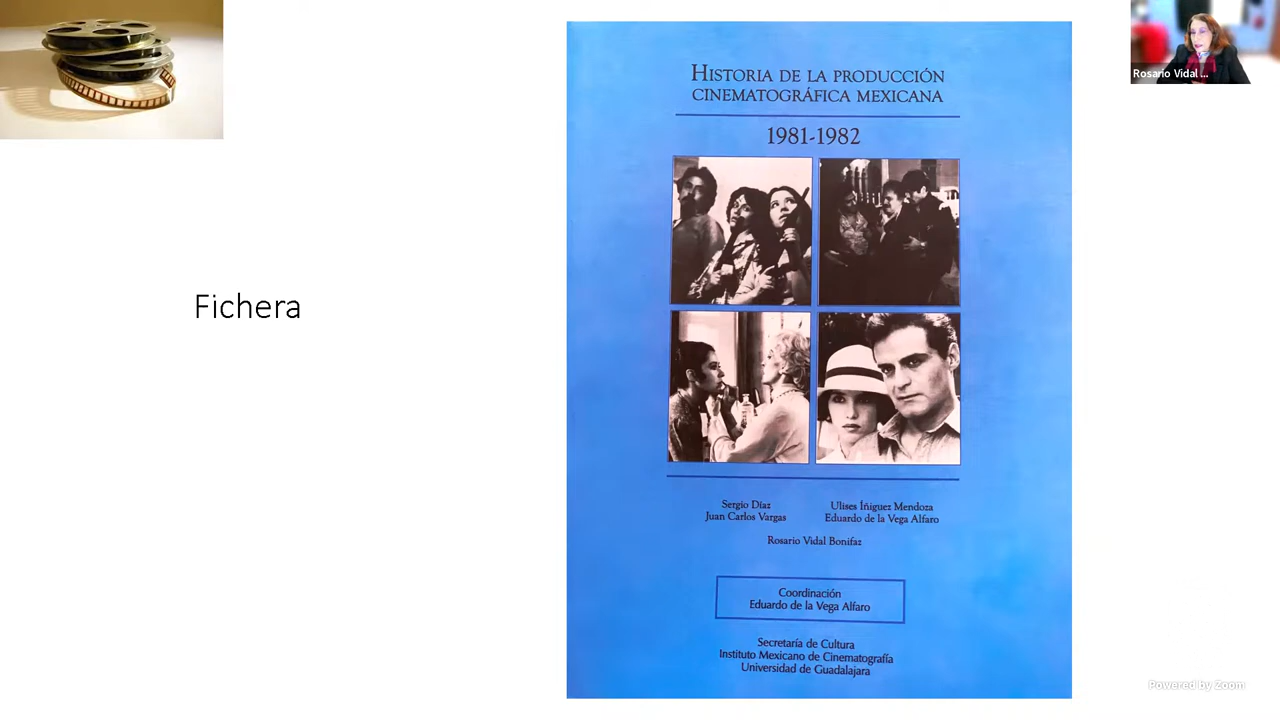 Fichera
HISTORIA DE LA PRODUCCIÓN
CINEMATOGRÁFICA MEXICANA
1981-1982
Sergio Díaz
Juan Carlos Vargas
Ulises Íñiguez Mendoza
Eduardo de la Vega Alfaro
Rosario Vidal Bonifaz
Coordinación
Eduardo de la Vega Alfaro
Secretaría de Cultura
Instituto Mexicano de Cinematografía
Universidad de Guadalajara
Rosario Vidal ...
Powered by Zoom